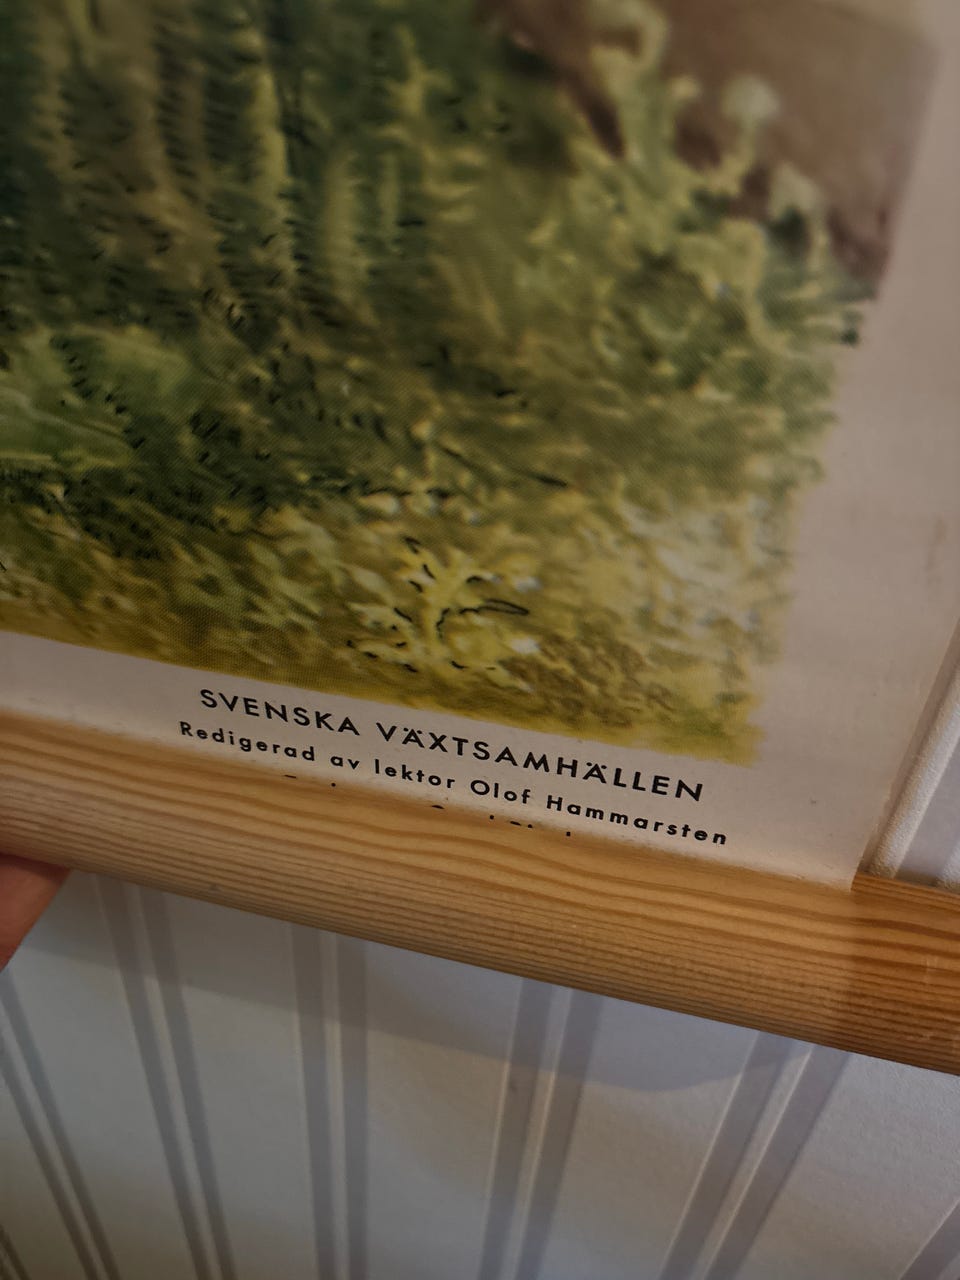 SVENSKA VÄXTSAMHÄLLEN
Redigerad av lektor Olof Hammarsten